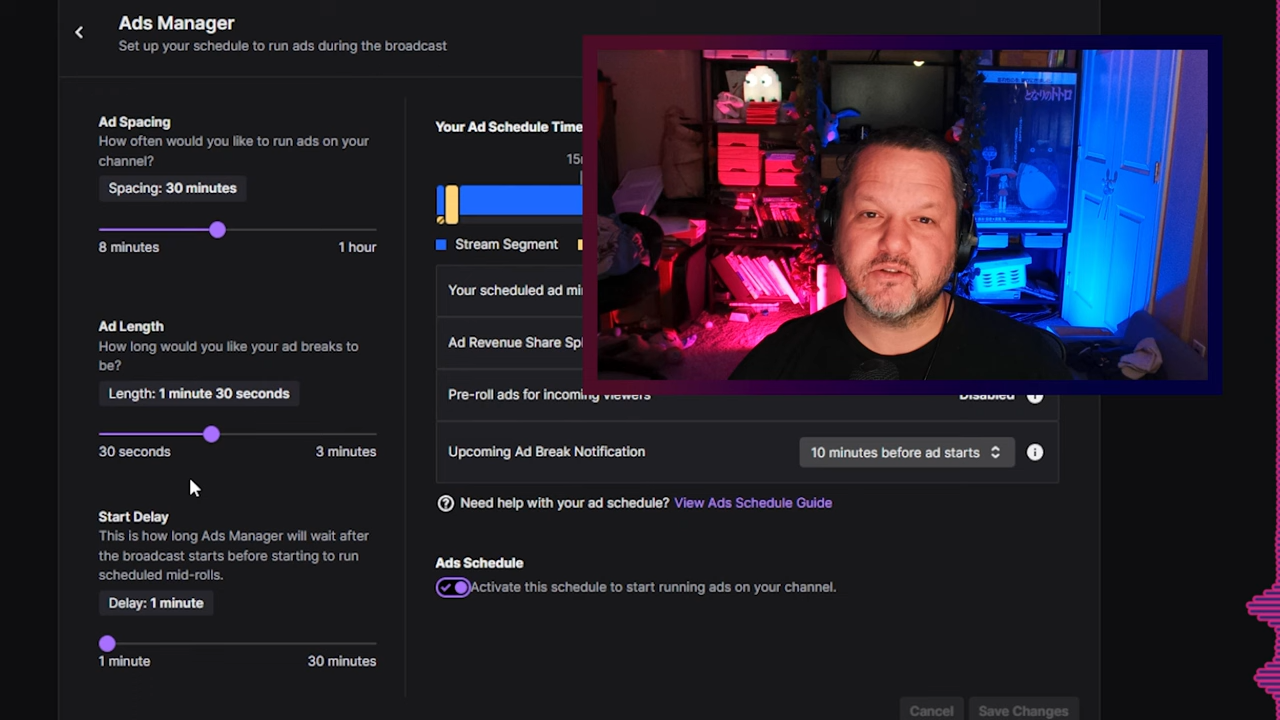 Ads Manager
Set up your schedule to run ads during the broadcast
Ad Spacing
How often would you like to run ads on your
channel?
Spacing: 30 minutes
8 minutes
1 hour
Ad Length
How long would you like your ad breaks to
be?
Length: 1 minute 30 seconds
30 seconds
3 minutes
Start Delay
This is how long Ads Manager will wait after
the broadcast starts before starting to run
scheduled mid-rolls.
Delay: 1 minute
1 minute
30 minutes
Your Ad Schedule Time
Stream Segment
Your scheduled ad mi
Ad Revenue Share Spl
Pre-roll ads for incoming viewers
Disabled
Upcoming Ad Break Notification
10 minutes before ad starts
Need help with your ad schedule? View Ads Schedule Guide
Ads Schedule
Activate this schedule to start running ads on your channel.
Cancel
Save Changes
となりのトトロ